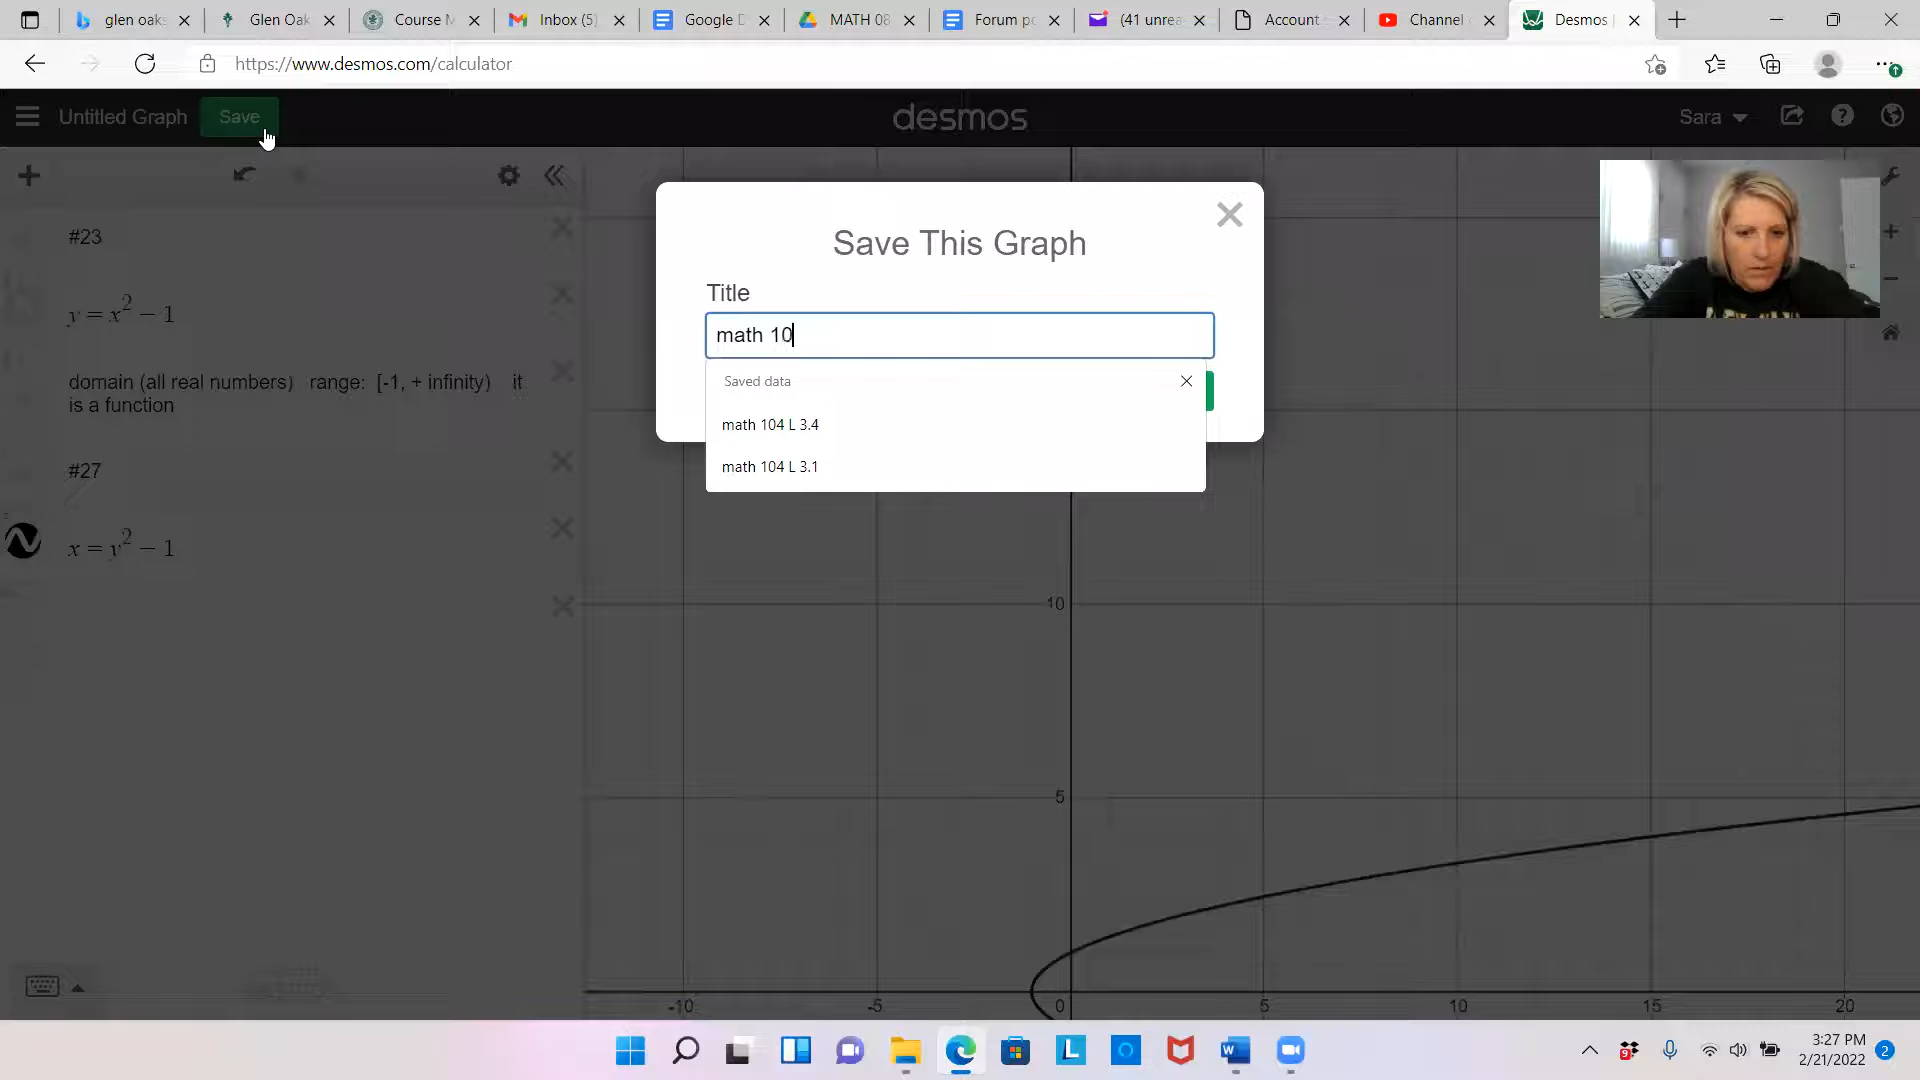 glen oaks
Glen Oak
Course M
Inbox (5)
Google D
MATH 08
Forum po
(41 unrea
Account
Channel
Desmos
https://www.desmos.com/calculator
Untitled Graph
Save
desmos
Sara
#23
y = x² − 1
domain (all real numbers) range: [-1, + infinity) it
is a function
#27
x = y² − 1
Save This Graph
Title
math 10
Saved data
math 104 L 3.4
math 104 L 3.1
10
5
-10
-5
0
5
10
15
20
3:27 PM
2/21/2022
2